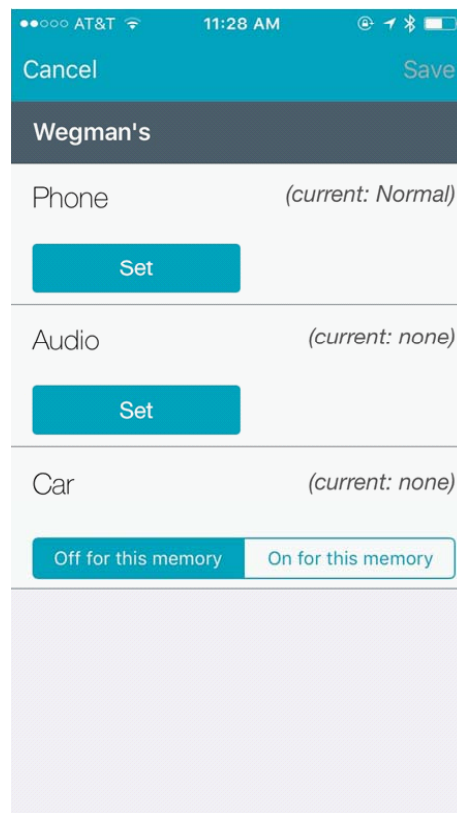 AT&T 11:28 AM
Cancel Save
Wegman's
Phone (current: Normal)
Set
Audio (current: none)
Set
Car (current: none)
Off for this memory On for this memory